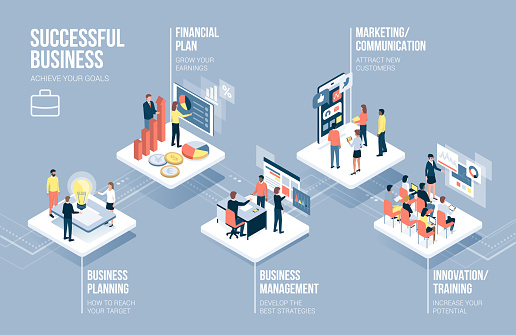 SUCCESSFUL
BUSINESS
ACHIEVE YOUR GOALS
FINANCIAL
PLAN
GROW YOUR
EARNINGS
MARKETING/
COMMUNICATION
ATTRACT NEW
CUSTOMERS
%
BUSINESS
PLANNING
HOW TO REACH
YOUR TARGET
BUSINESS
MANAGEMENT
DEVELOP THE
BEST STRATEGIES
INNOVATION/
TRAINING
INCREASE YOUR
POTENTIAL